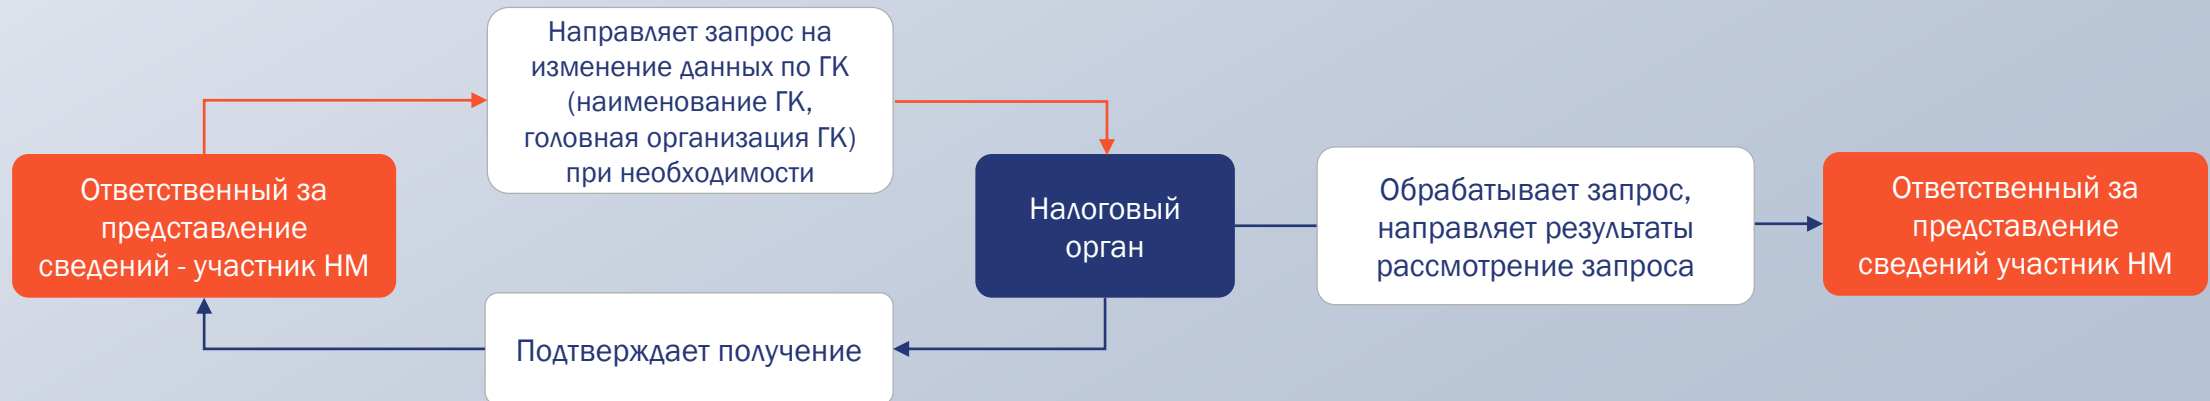 Направляет запрос на
изменение данных по ГК
(наименование ГК,
головная организация ГК)
при необходимости
Ответственный за
представление
сведений - участник НМ
Налоговый
орган
Обрабатывает запрос,
направляет результаты
рассмотрение запроса
Ответственный за
представление
сведений участник НМ
Подтверждает получение